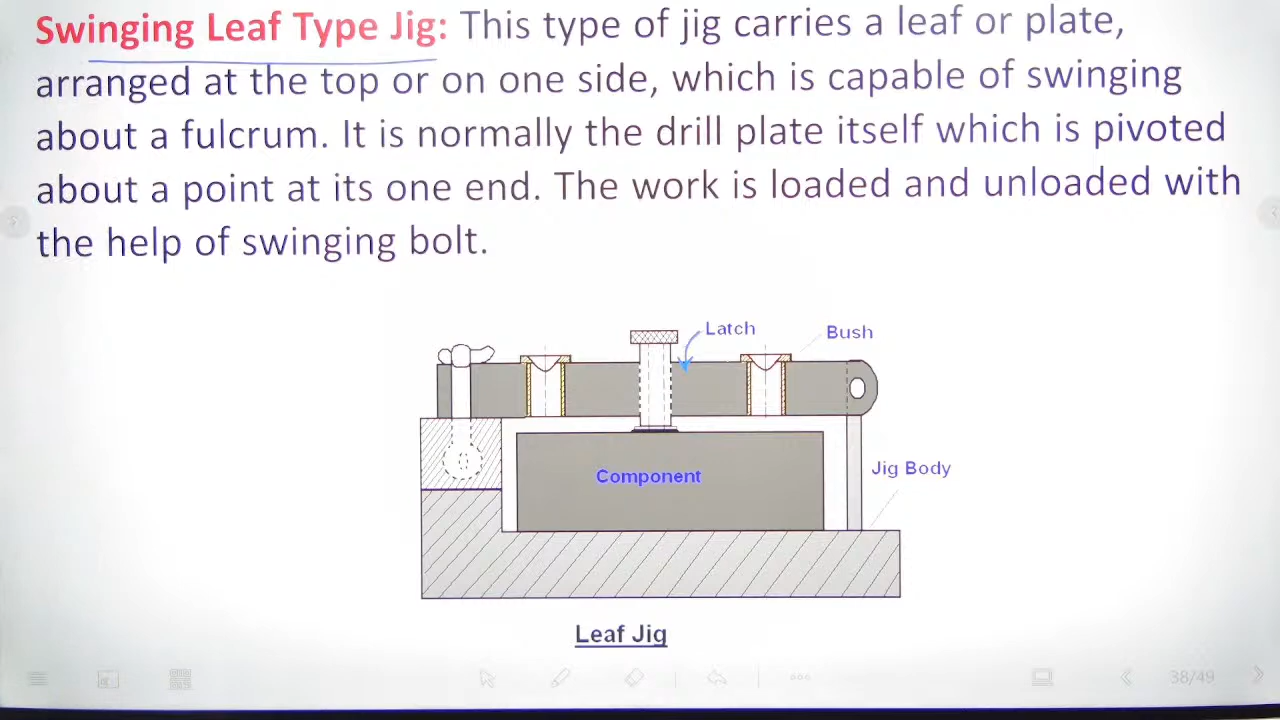 Swinging Leaf Type Jig: This type of jig carries a leaf or plate,
arranged at the top or on one side, which is capable of swinging
about a fulcrum. It is normally the drill plate itself which is pivoted
about a point at its one end. The work is loaded and unloaded with
the help of swinging bolt.
Latch
Bush
Component
Jig Body
Leaf Jig
38/49